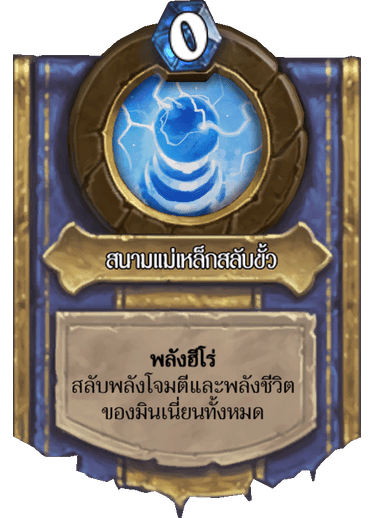 0
สนามแม่เหล็กสลับขั้ว
พลังฮีโร่
สลับพลังโจมตีและพลังชีวิต
ของมินเนี่ยนทั้งหมด